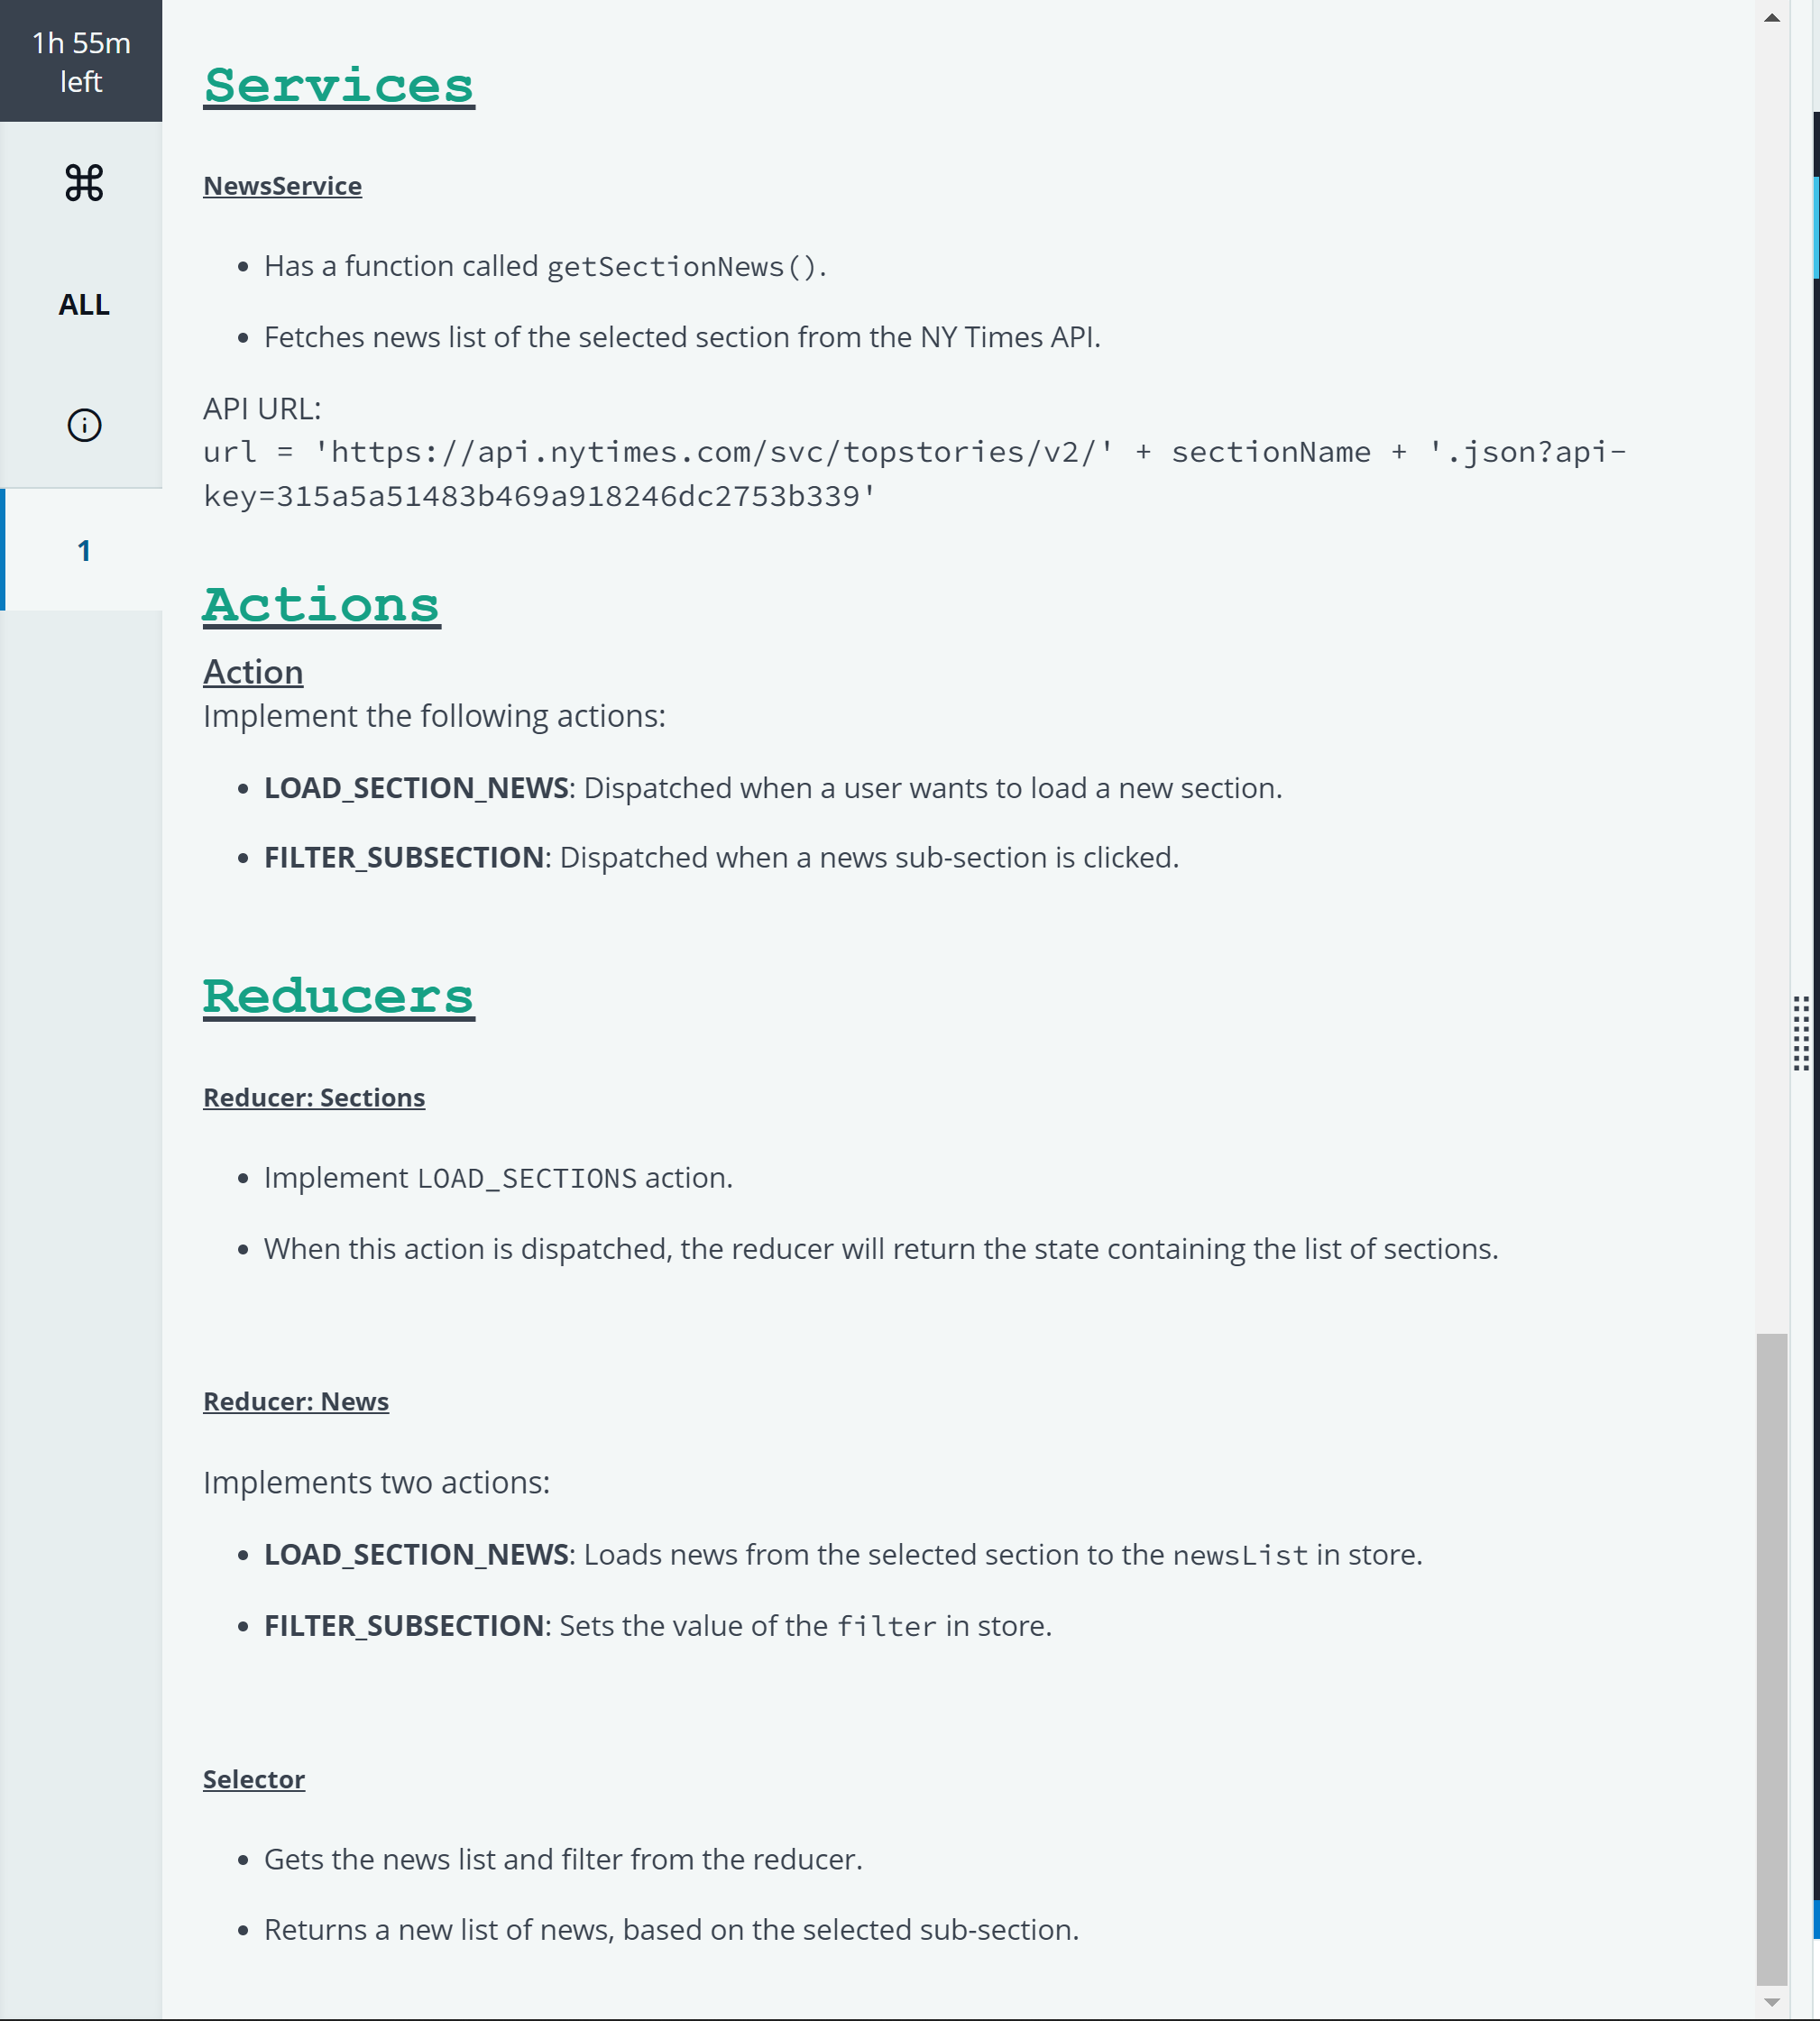 1h 55m
left
ALL
1
Services
NewsService
Has a function called getSectionNews().
Fetches news list of the selected section from the NY Times API.
API URL:
url = 'https://api.nytimes.com/svc/topstories/v2/' + sectionName + '.json?api-
key=315a5a51483b469a918246dc2753b339'
Actions
Action
Implement the following actions:
LOAD_SECTION_NEWS: Dispatched when a user wants to load a new section.
FILTER_SUBSECTION: Dispatched when a news sub-section is clicked.
Reducers
Reducer: Sections
Implement LOAD_SECTIONS action.
When this action is dispatched, the reducer will return the state containing the list of sections.
Reducer: News
Implements two actions:
LOAD_SECTION_NEWS: Loads news from the selected section to the newsList in store.
FILTER_SUBSECTION: Sets the value of the filter in store.
Selector
Gets the news list and filter from the reducer.
Returns a new list of news, based on the selected sub-section.